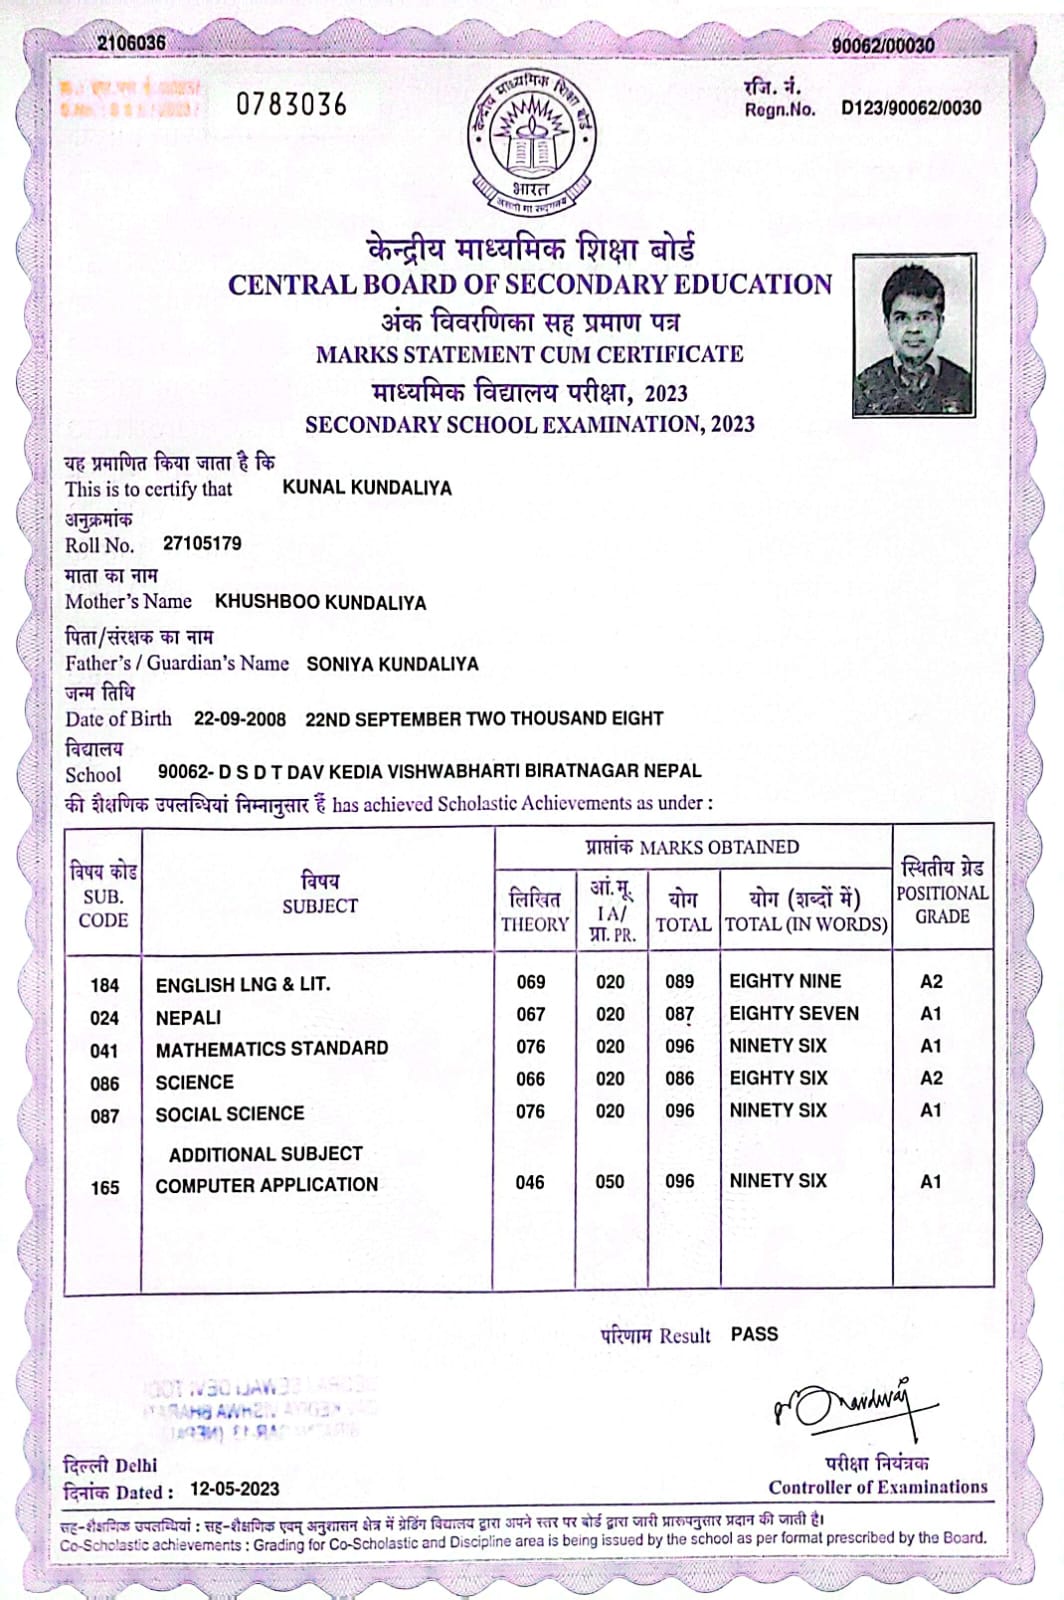 2106036
90062/00030
0783036
रजि. नं.
Regn.No. D123/90062/0030
केन्द्रीय माध्यमिक शिक्षा बोर्ड
भारत
केन्द्रीय माध्यमिक शिक्षा बोर्ड
CENTRAL BOARD OF SECONDARY EDUCATION
अंक विवरणिका सह प्रमाण पत्र
MARKS STATEMENT CUM CERTIFICATE
माध्यमिक विद्यालय परीक्षा, 2023
SECONDARY SCHOOL EXAMINATION, 2023
यह प्रमाणित किया जाता है कि
This is to certify that KUNAL KUNDALIYA
अनुक्रमांक
Roll No. 27105179
माता का नाम
Mother's Name KHUSHBOO KUNDALIYA
पिता/संरक्षक का नाम
Father's / Guardian's Name SONIYA KUNDALIYA
जन्म तिथि
Date of Birth 22-09-2008 22ND SEPTEMBER TWO THOUSAND EIGHT
विद्यालय
School 90062- D S D T DAV KEDIA VISHWABHARTI BIRATNAGAR NEPAL
की शैक्षणिक उपलब्धियां निम्नानुसार हैं has achieved Scholastic Achievements as under :
विषय कोड
SUB.
CODE
विषय
SUBJECT
प्राप्तांक MARKS OBTAINED
लिखित
THEORY
आं.मू.
I A/
प्रा. PR.
योग
TOTAL
योग (शब्दों में)
TOTAL (IN WORDS)
स्थितीय ग्रेड
POSITIONAL
GRADE
184 ENGLISH LNG & LIT. 069 020 089 EIGHTY NINE A2
024 NEPALI 067 020 087 EIGHTY SEVEN A1
041 MATHEMATICS STANDARD 076 020 096 NINETY SIX A1
086 SCIENCE 066 020 086 EIGHTY SIX A2
087 SOCIAL SCIENCE 076 020 096 NINETY SIX A1
ADDITIONAL SUBJECT
165 COMPUTER APPLICATION 046 050 096 NINETY SIX A1
परिणाम Result PASS
दिल्ली Delhi
दिनांक Dated : 12-05-2023
परीक्षा नियंत्रक
Controller of Examinations
सह-शैक्षणिक उपलब्धियां : सह-शैक्षणिक एवम् अनुशासन क्षेत्र में ग्रेडिंग विद्यालय द्वारा अपने स्तर पर बोर्ड द्वारा जारी प्रारूपनुसार प्रदान की जाती है।
Co-Scholastic achievements : Grading for Co-Scholastic and Discipline area is being issued by the school as per format prescribed by the Board.